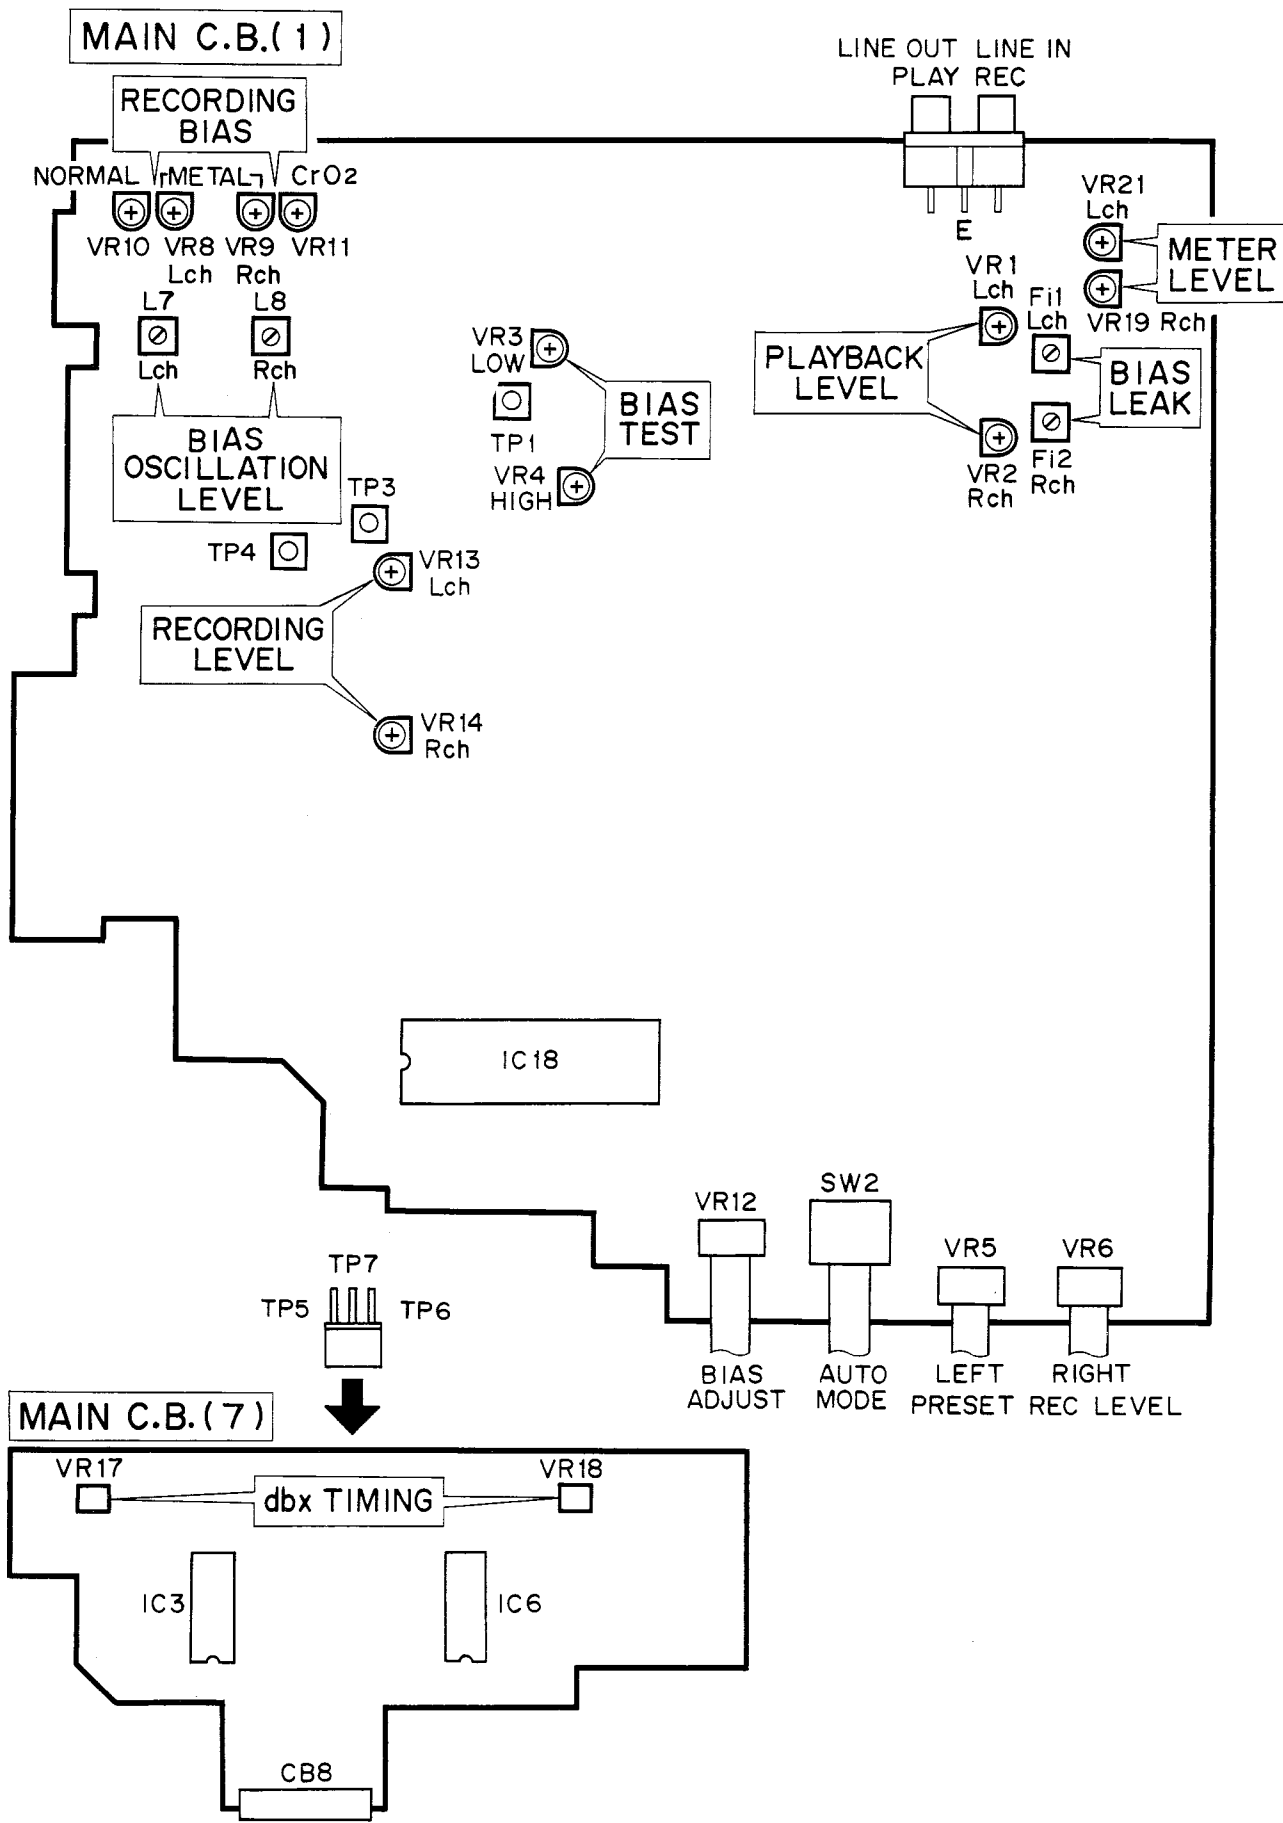 MAIN C.B.(1)
LINE OUT LINE IN
PLAY REC
RECORDING
BIAS
NORMAL METAL CrO2
VR10 VR8 VR9 VR11
Lch Rch
E
VR21
Lch
METER
LEVEL
VR19 Rch
VR1
Lch
Fi1
Lch
L7 L8
Lch Rch
BIAS
OSCILLATION
LEVEL
VR3
LOW
TP1
VR4
HIGH
BIAS
TEST
PLAYBACK
LEVEL
BIAS
LEAK
VR2
Rch
Fi2
Rch
TP3
TP4
VR13
Lch
RECORDING
LEVEL
VR14
Rch
IC18
VR12
SW2
VR5
VR6
BIAS
ADJUST
AUTO
MODE
LEFT RIGHT
PRESET REC LEVEL
TP7
TP5 TP6
MAIN C.B.(7)
VR17 VR18
dbx TIMING
IC3 IC6
CB8